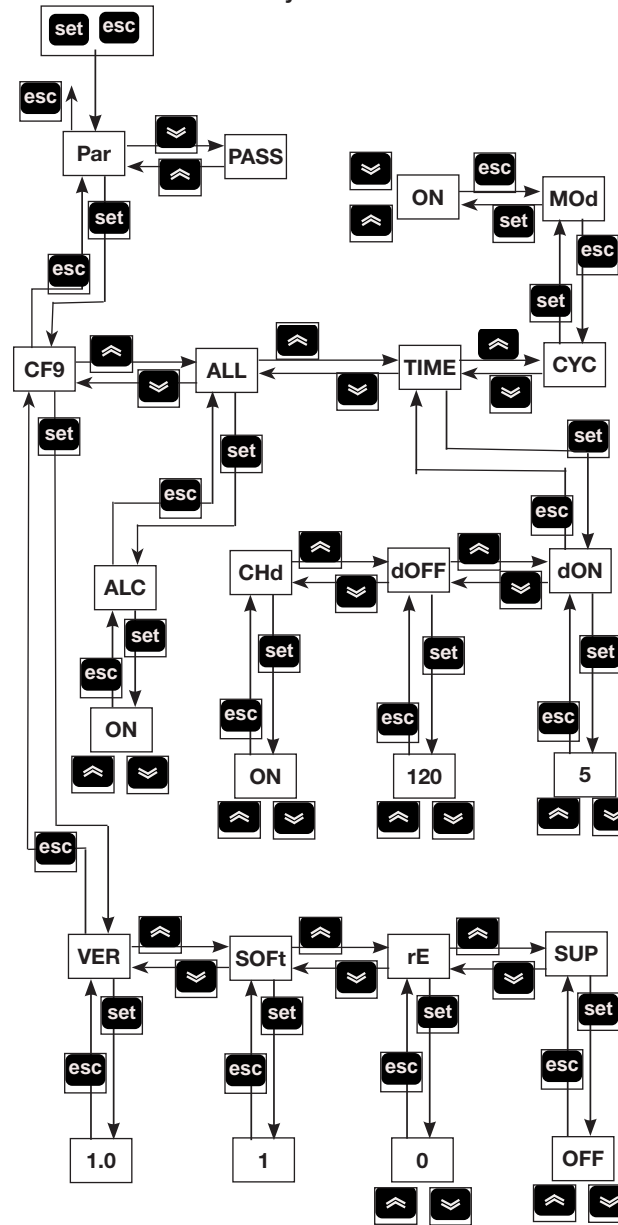 set esc
esc
Par
PASS
set
esc
ON
esc
set
MOd
esc
set
CF9
ALL
TIME
CYC
set
set
esc
set
esc
ALC
CHd
dOFF
dON
set
esc
set
esc
set
esc
set
esc
ON
ON
120
5
esc
VER
SOFt
rE
SUP
set
esc
set
esc
set
esc
set
esc
1.0
1
0
OFF